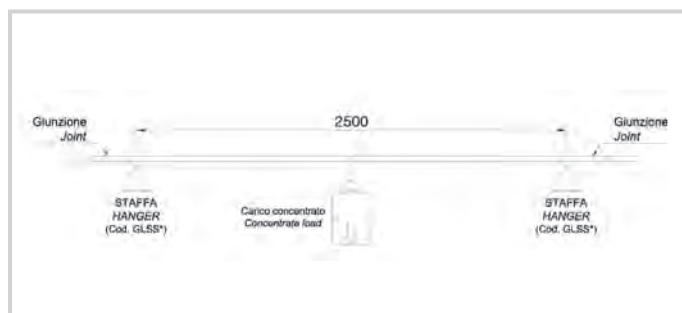 2500
Giunzione
Joint
Giunzione
Joint
STAFFA
HANGER
(Cod. GLSS*)
Carico concentrato
Concentrate load
STAFFA
HANGER
(Cod. GLSS*)